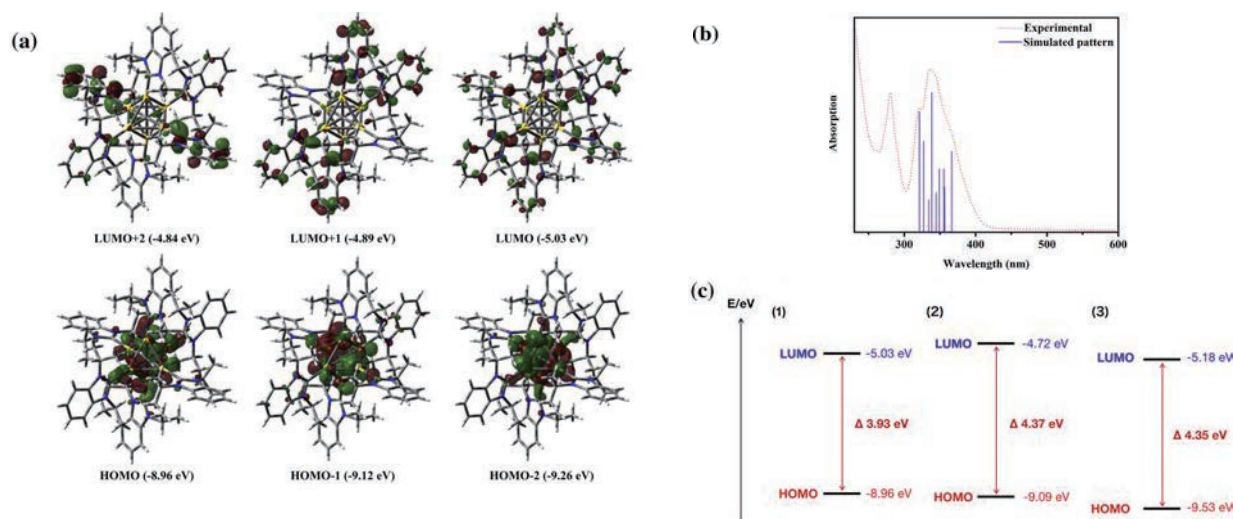 (a)
LUMO+2 (-4.84 eV)
LUMO+1 (-4.89 eV)
LUMO (-5.03 eV)
HOMO (-8.96 eV)
HOMO-1 (-9.12 eV)
HOMO-2 (-9.26 eV)
(b)
Experimental
Simulated pattern
Absorption
300 400 500 600
Wavelength (nm)
(c)
E/eV
(1)
LUMO -5.03 eV
Δ 3.93 eV
HOMO -8.96 eV
(2)
LUMO -4.72 eV
Δ 4.37 eV
HOMO -9.09 eV
(3)
LUMO -5.18 eV
Δ 4.35 eV
HOMO -9.53 eV